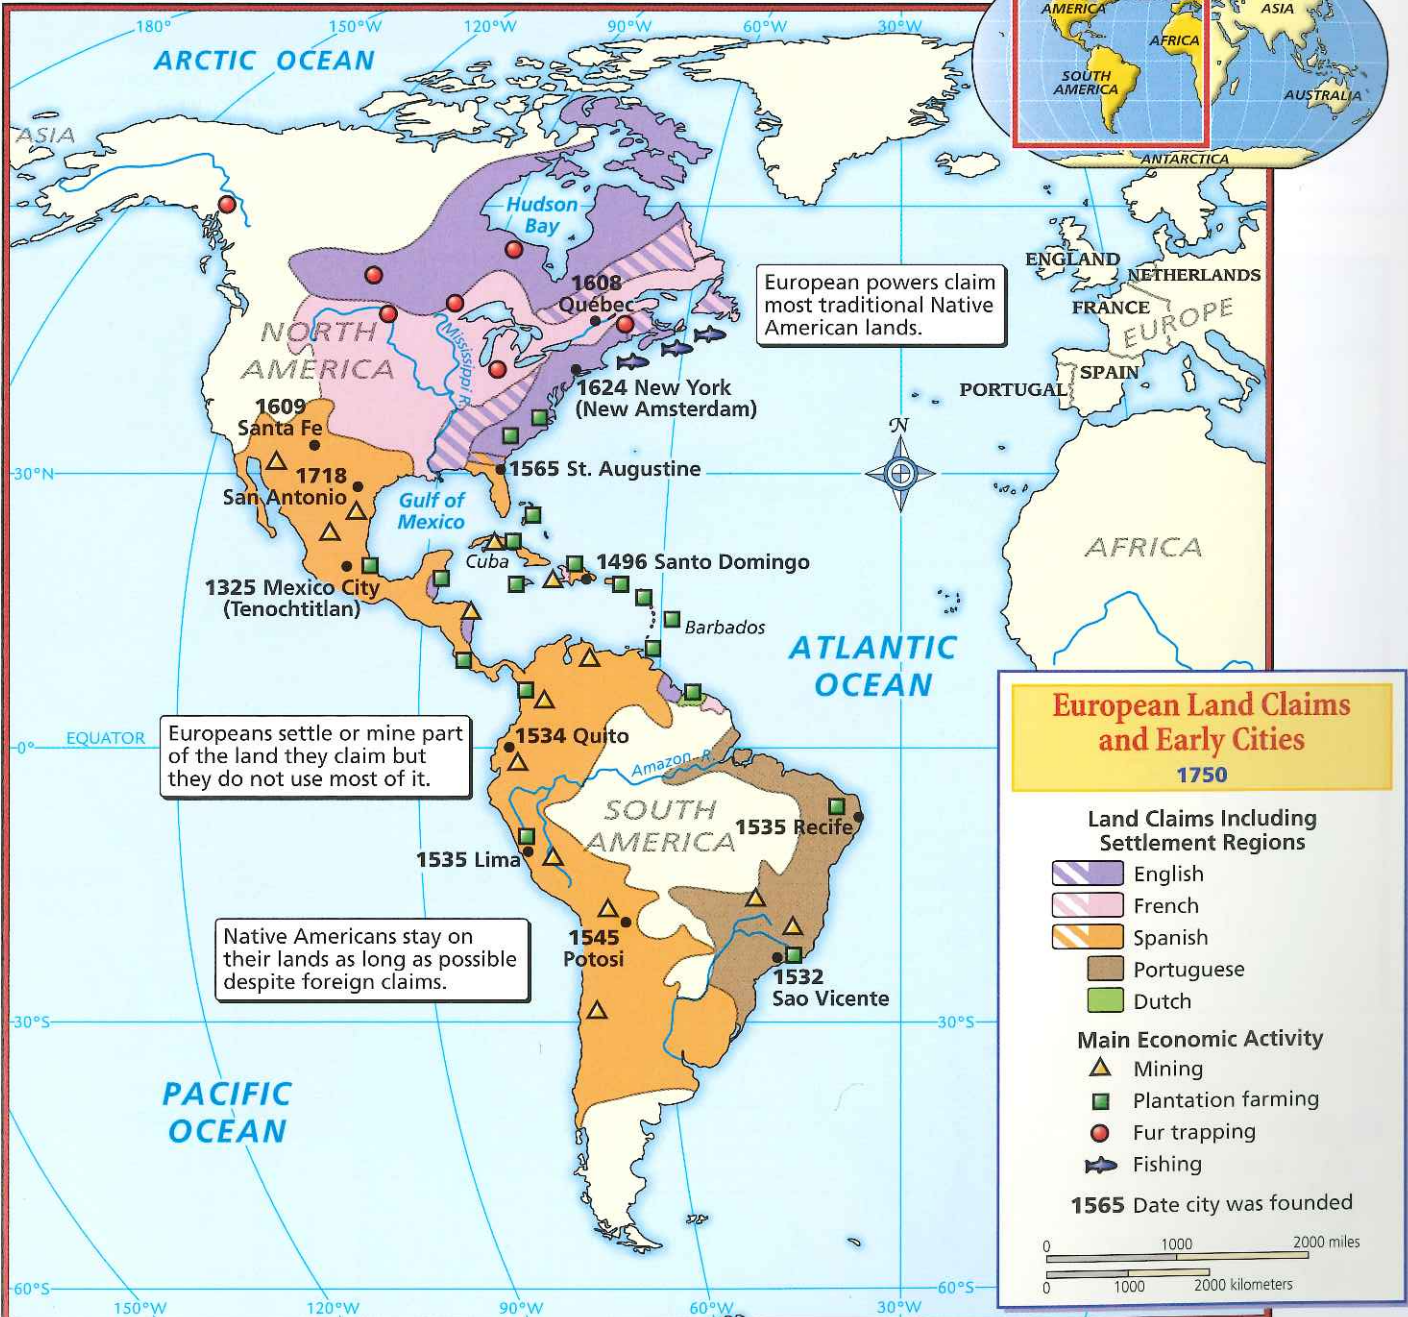 180°
150°W
120°W
90°W
60°W
30°W
ARCTIC OCEAN
ASIA
AMERICA
ASIA
AFRICA
SOUTH
AMERICA
AUSTRALIA
ANTARCTICA
Hudson
Bay
ENGLAND
NETHERLANDS
FRANCE
EUROPE
SPAIN
PORTUGAL
1608
Québec
European powers claim
most traditional Native
American lands.
NORTH
AMERICA
Mississippi R.
1624 New York
(New Amsterdam)
1609
Santa Fe
N
30°N
1565 St. Augustine
1718
San Antonio
Gulf of
Mexico
AFRICA
Cuba
1496 Santo Domingo
1325 Mexico City
(Tenochtitlan)
Barbados
ATLANTIC
OCEAN
EQUATOR
0°
Europeans settle or mine part
of the land they claim but
they do not use most of it.
1534 Quito
Amazon R.
SOUTH
AMERICA
1535 Recife
1535 Lima
Native Americans stay on
their lands as long as possible
despite foreign claims.
1545
Potosi
1532
Sao Vicente
30°S
30°S
PACIFIC
OCEAN
60°S
60°S
150°W
120°W
90°W
60°W
30°W
European Land Claims
and Early Cities
1750
Land Claims Including
Settlement Regions
English
French
Spanish
Portuguese
Dutch
Main Economic Activity
Mining
Plantation farming
Fur trapping
Fishing
1565 Date city was founded
0 1000 2000 miles
0 1000 2000 kilometers